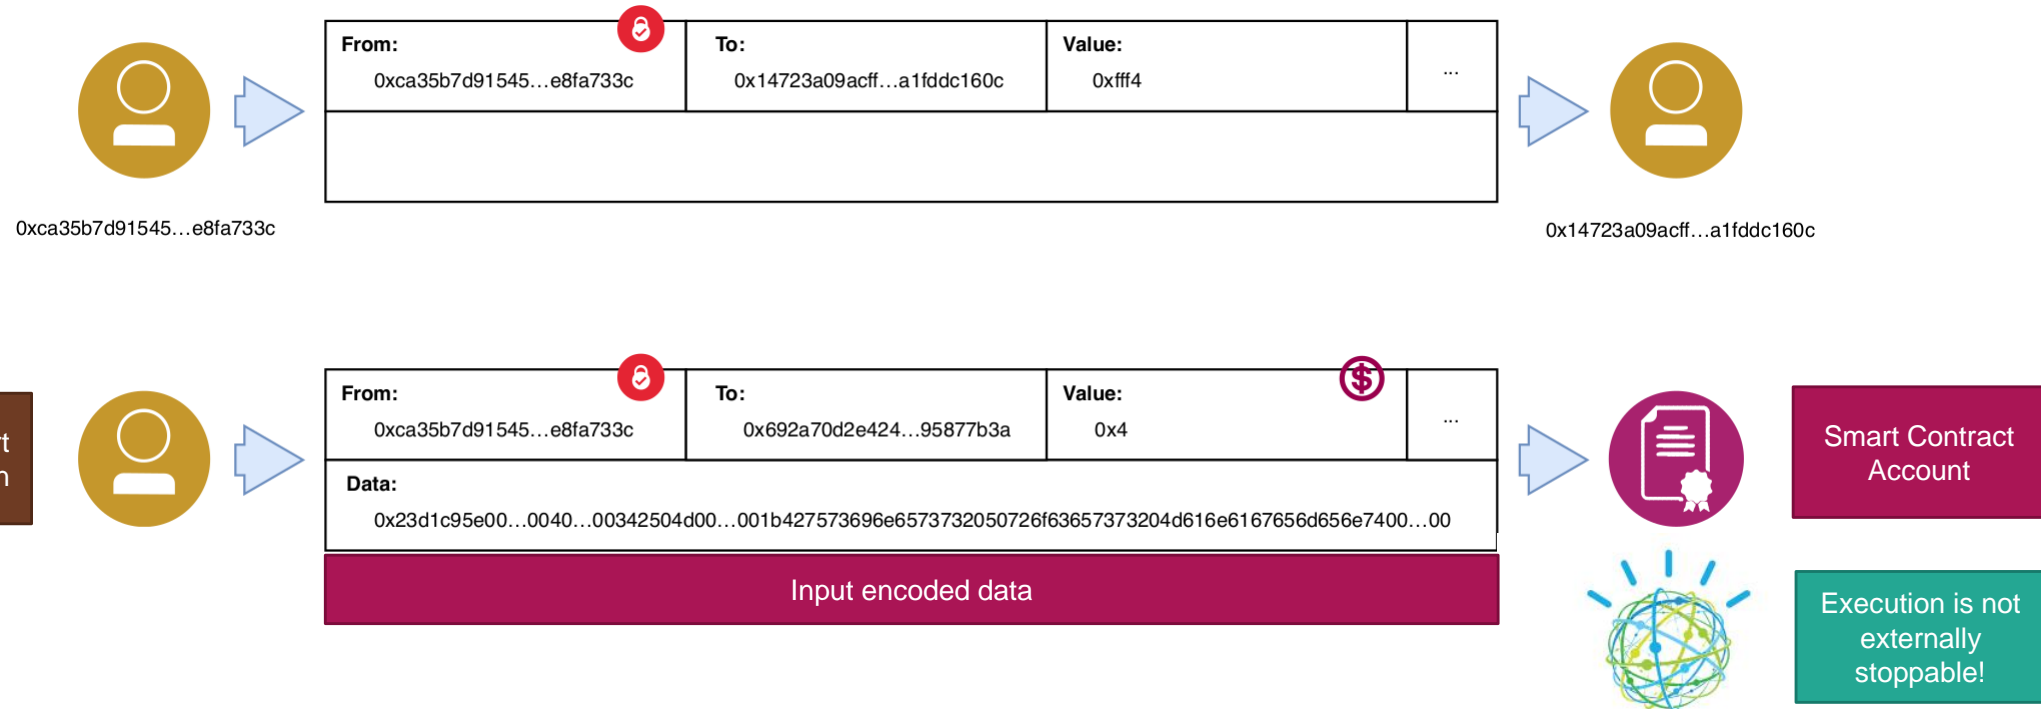 From:
To:
Value:
0xca35b7d91545…e8fa733c
0x14723a09acff…a1fddc160c
0xfff4
...
0xca35b7d91545…e8fa733c
0x14723a09acff…a1fddc160c
From:
To:
Value:
0xca35b7d91545…e8fa733c
0x692a70d2e424…95877b3a
0x4
...
Data:
0x23d1c95e00…0040…00342504d00…001b427573696e6573732050726f63657373204d616e6167656d656e7400…00
Input encoded data
Smart Contract
Account
Execution is not
externally
stoppable!